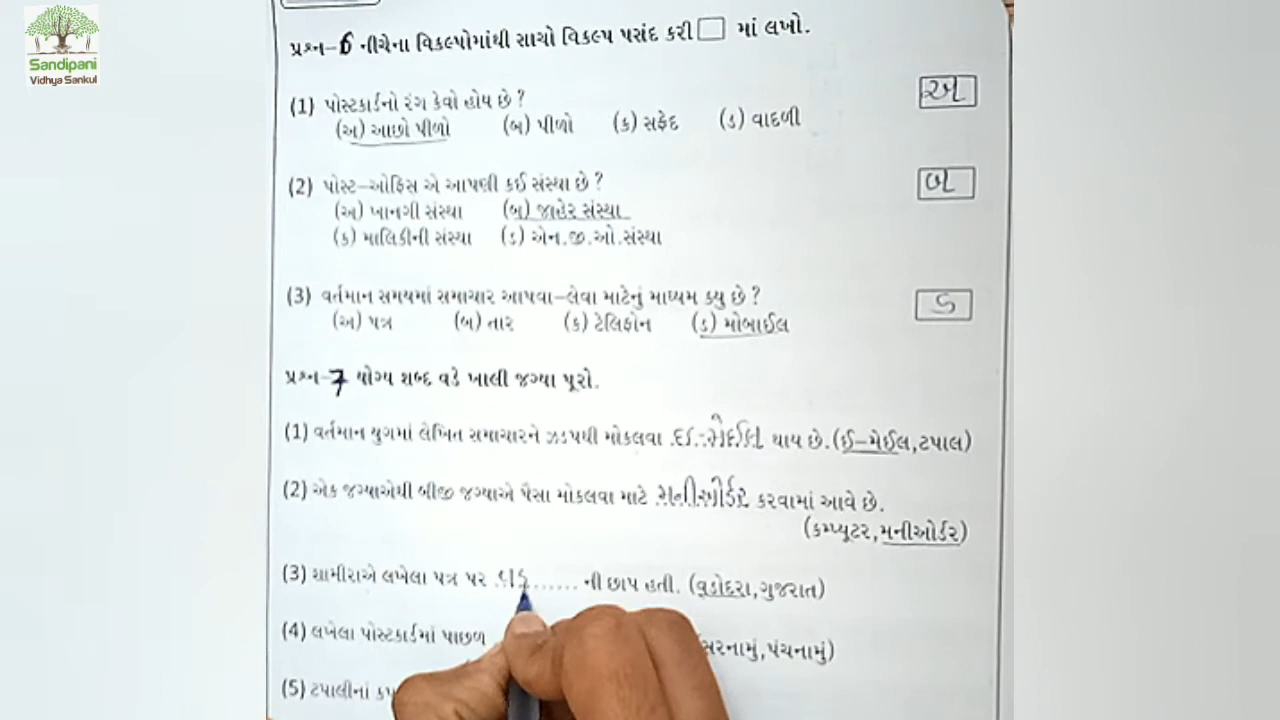 Sandipani
Vidhya Sankul
પ્રશ્ન-6 નીચેના વિકલ્પોમાંથી સાચો વિકલ્પ પસંદ કરી □ માં લખો.
(1) પોસ્ટકાર્ડનો રંગ કેવો હોય છે? અ
(અ) આછો પીળો (બ) પીળો (ક) સફેદ (ડ) વાદળી
(2) પોસ્ટ-ઓફિસ એ આપણી કઈ સંસ્થા છે? બ
(અ) ખાનગી સંસ્થા (બ) જાહેર સંસ્થા
(ક) માલિકીની સંસ્થા (ડ) એન.જી.ઓ.સંસ્થા
(3) વર્તમાન સમયમાં સમાચાર આપવા-લેવા માટેનું માધ્યમ ક્યુ છે? ડ
(અ) પત્ર (બ) તાર (ક) ટેલિફોન (ડ) મોબાઈલ
પ્રશ્ન-7 યોગ્ય શબ્દ વડે ખાલી જગ્યા પૂરો.
(1) વર્તમાન યુગમાં લેખિત સમાચારને ઝડપથી મોકલવા ઈ-મેઈલ થાય છે.(ઈ-મેઈલ,ટપાલ)
(2) એક જગ્યાએથી બીજી જગ્યાએ પૈસા મોકલવા માટે મનીઓર્ડર કરવામાં આવે છે.
(કમ્પ્યૂટર,મનીઓર્ડર)
(3) શામીરાએ લખેલા પત્ર પર વડ...... ની છાપ હતી. (વડોદરા,ગુજરાત)
(4) લખેલા પોસ્ટકાર્ડમાં પાછળ સરનામું,પંચનામું)
(5) ટપાલીનાં